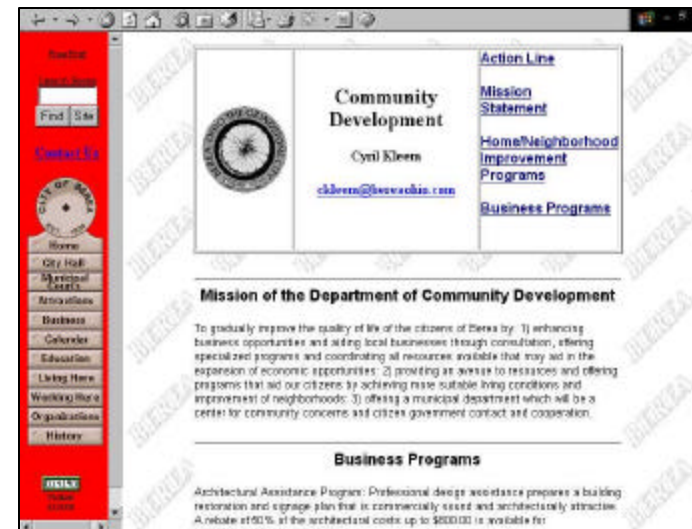 Find Site
Contact Us
CITY OF BEREA
Home
City Hall
Municipal
Courts
Attractions
Business
Calendar
Education
Living Here
Working Here
Organizations
History
Community
Development
Cyril Kleem
ckleem@bereaohio.com
Action Line
Mission
Statement
Home/Neighborhood
Improvement
Programs
Business Programs
Mission of the Department of Community Development
To gradually improve the quality of life of the citizens of Berea by: 1) enhancing
business opportunities and aiding local businesses through consultation, offering
specialized programs and coordinating all resources available that may aid in the
expansion of economic opportunities: 2) providing an avenue to resources and offering
programs that aid our citizens by achieving more suitable living conditions and
improvement of neighborhoods: 3) offering a municipal department which will be a
center for community concerns and citizen government contact and cooperation.
Business Programs
Architectural Assistance Program: Professional design assistance prepares a building
restoration and signage plan that is commercially sound and architecturally attractive.
A rebate of 60% of the architectural costs up to $800.00 is available for
BEREA